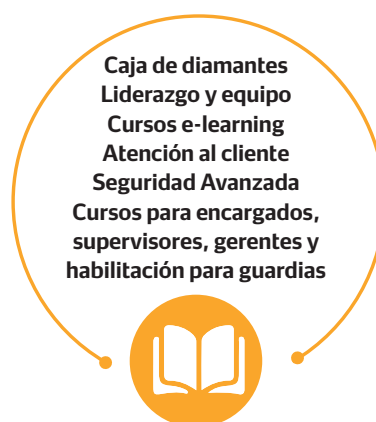 Caja de diamantes
Liderazgo y equipo
Cursos e-learning
Atención al cliente
Seguridad Avanzada
Cursos para encargados,
supervisores, gerentes y
habilitación para guardias